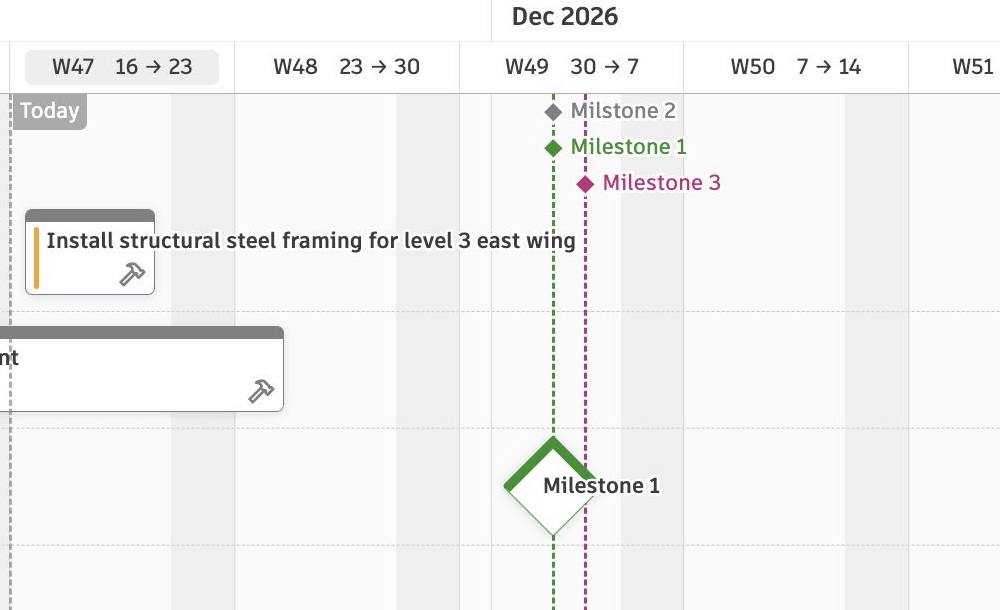 Dec 2026
W47 16 → 23 W48 23 → 30 W49 30 → 7 W50 7 → 14 W51
Today
Milstone 2
Milestone 1
Milestone 3
Install structural steel framing for level 3 east wing
nt
Milestone 1